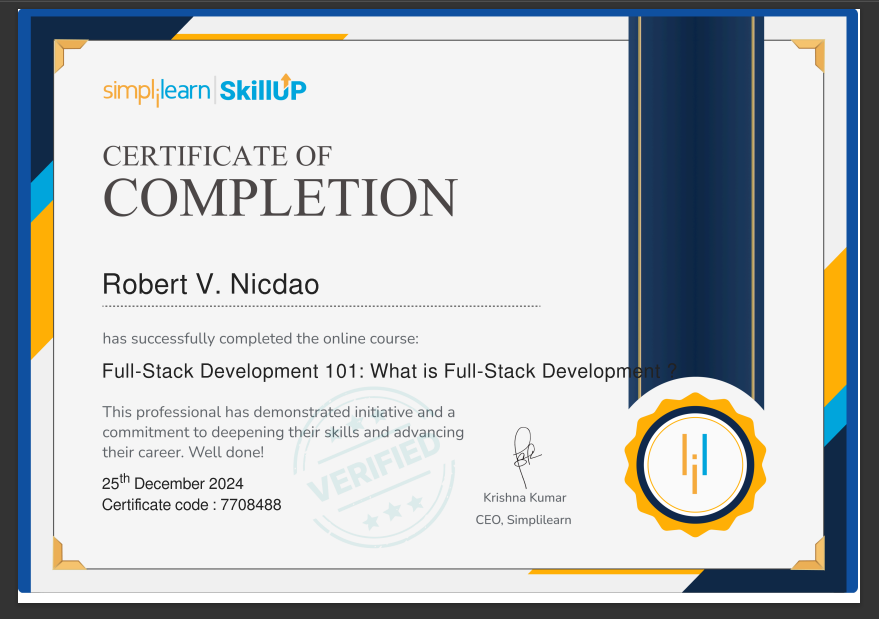 simplilearn | SkillUP
CERTIFICATE OF
COMPLETION
Robert V. Nicdao
has successfully completed the online course:
Full-Stack Development 101: What is Full-Stack Development ?
This professional has demonstrated initiative and a
commitment to deepening their skills and advancing
their career. Well done!
VERIFIED
25th December 2024
Certificate code : 7708488
Krishna Kumar
CEO, Simplilearn